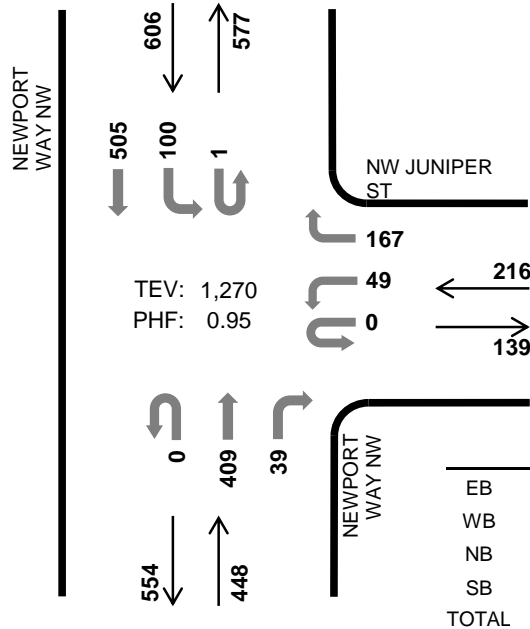 606
577
NEWPORT
WAY NW
505
100
1
NW JUNIPER
ST
167
49
216
TEV: 1,270
PHF: 0.95
0
139
0
409
39
NEWPORT
WAY NW
554
448
EB
WB
NB
SB
TOTAL